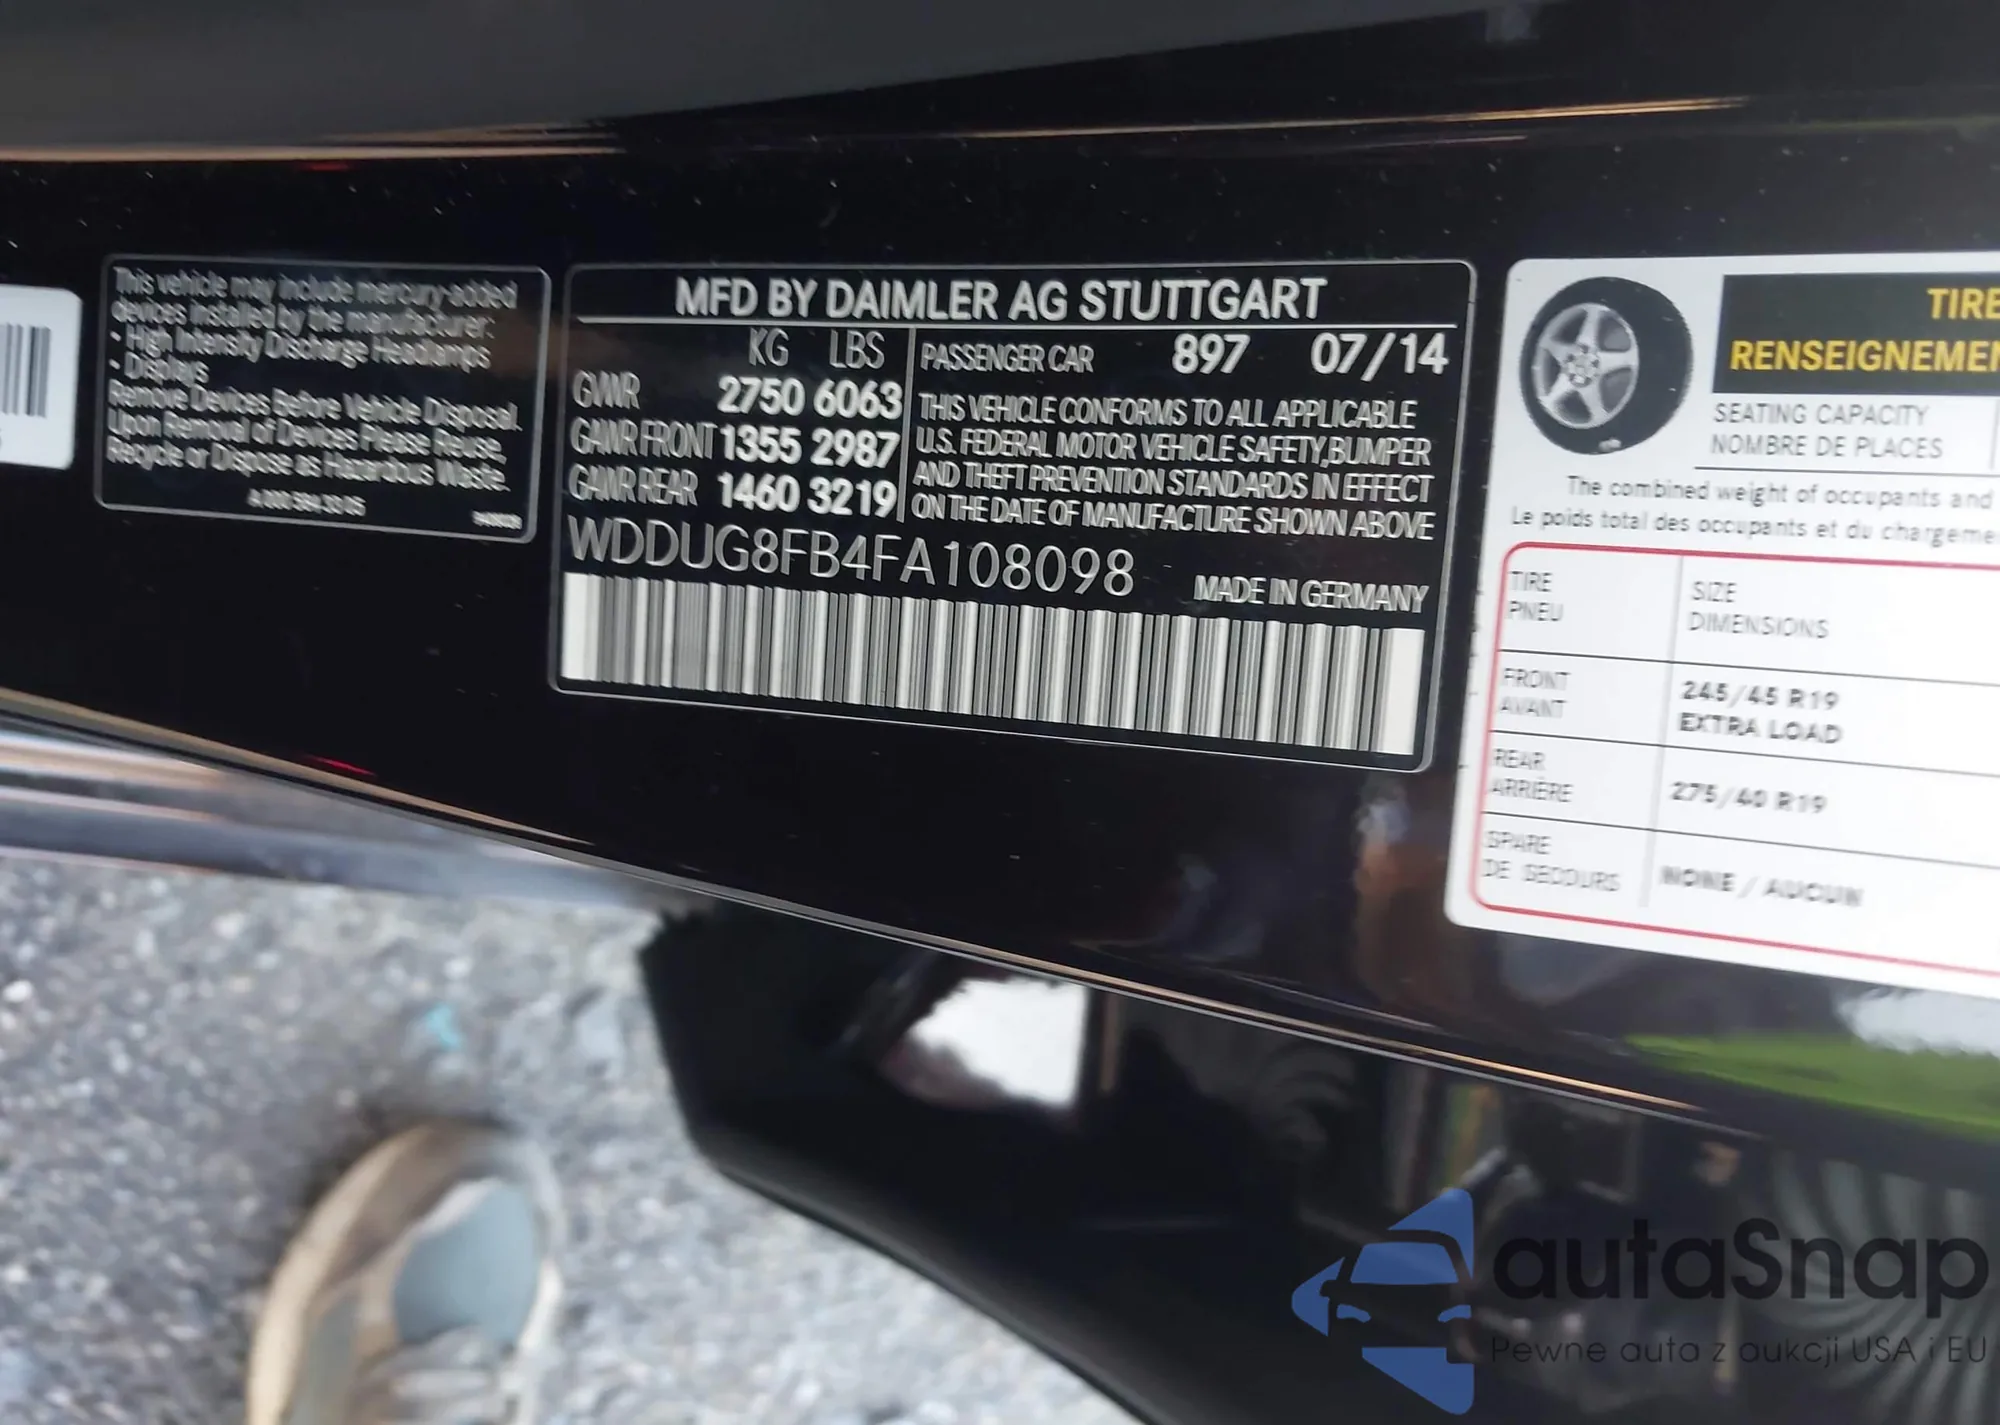 This vehicle may include mercury-added
devices installed by the manufacturer:
- High Intensity Discharge Headlamps
- Displays
Remove Devices Before Vehicle Disposal.
Upon Removal of Devices Please Reuse,
Recycle or Dispose as Hazardous Waste.
MFD BY DAIMLER AG STUTTGART
KG LBS
GVWR 2750 6063
GAWR FRONT 1355 2987
GAWR REAR 1460 3219
PASSENGER CAR 897 07/14
THIS VEHICLE CONFORMS TO ALL APPLICABLE
U.S. FEDERAL MOTOR VEHICLE SAFETY,BUMPER
AND THEFT PREVENTION STANDARDS IN EFFECT
ON THE DATE OF MANUFACTURE SHOWN ABOVE
WDDUG8FB4FA108098
MADE IN GERMANY
TIRE
RENSEIGNEMEN
SEATING CAPACITY
NOMBRE DE PLACES
The combined weight of occupants and
Le poids total des occupants et du chargeme
TIRE
PNEU
SIZE
DIMENSIONS
FRONT
AVANT
245/45 R19
EXTRA LOAD
REAR
ARRIÈRE
275/40 R19
SPARE
DE SECOURS
NONE / AUCUN
autaSnap
Pewne auta z aukcji USA i EU